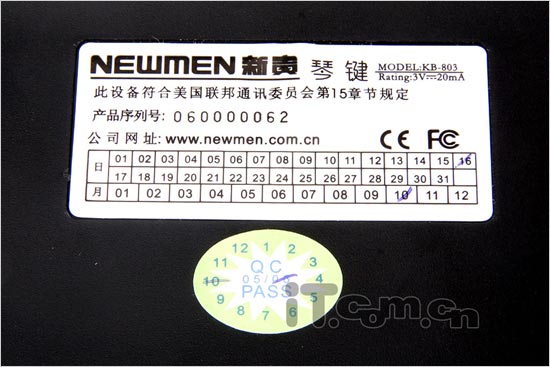 NEWMEN 新贵 琴键 MODEL:KB-803
Rating:3V⎓20mA
此设备符合美国联邦通讯委员会第15章节规定
产品序列号: 060000062
公司网址: www.newmen.com.cn CE FC
日 01 02 03 04 05 06 07 08 09 10 11 12 13 14 15 16
17 18 19 20 21 22 23 24 25 26 27 28 29 30 31
月 01 02 03 04 05 06 07 08 09 10 11 12
12 1 2 3 4 5 6 7 8 9 10 11
QC
05/06
PASS
iT.com.cn